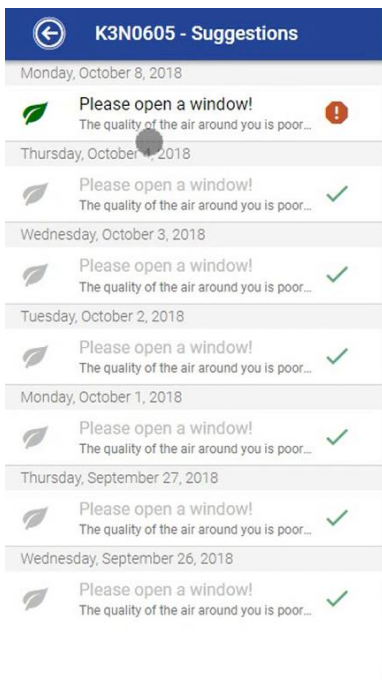 K3N0605 - Suggestions
Monday, October 8, 2018
Please open a window!
The quality of the air around you is poor...
Thursday, October 4, 2018
Please open a window!
The quality of the air around you is poor...
Wednesday, October 3, 2018
Please open a window!
The quality of the air around you is poor...
Tuesday, October 2, 2018
Please open a window!
The quality of the air around you is poor...
Monday, October 1, 2018
Please open a window!
The quality of the air around you is poor...
Thursday, September 27, 2018
Please open a window!
The quality of the air around you is poor...
Wednesday, September 26, 2018
Please open a window!
The quality of the air around you is poor...